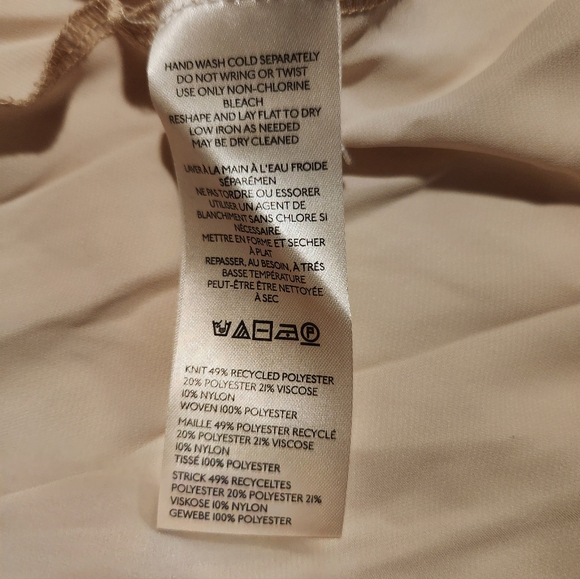 HAND WASH COLD SEPARATELY
DO NOT WRING OR TWIST
USE ONLY NON-CHLORINE
BLEACH
RESHAPE AND LAY FLAT TO DRY
LOW IRON AS NEEDED
MAY BE DRY CLEANED
LAVER À LA MAIN À L'EAU FROIDE
SÉPARÉMEN
NE PAS TORDRE OU ESSORER
UTILISER UN AGENT DE
BLANCHIMENT SANS CHLORE SI
NÉCESSAIRE
METTRE EN FORME ET SECHER
À PLAT
REPASSER, AU BESOIN, À TRÉS
BASSE TEMPÉRATURE
PEUT-ÊTRE ÊTRE NETTOYÉE
À SEC
P
KNIT 49% RECYCLED POLYESTER
20% POLYESTER 21% VISCOSE
10% NYLON
WOVEN 100% POLYESTER
MAILLE 49% POLYESTER RECYCLÉ
20% POLYESTER 21% VISCOSE
10% NYLON
TISSÉ 100% POLYESTER
STRICK 49% RECYCELTES
POLYESTER 20% POLYESTER 21%
VISKOSE 10% NYLON
GEWEBE 100% POLYESTER